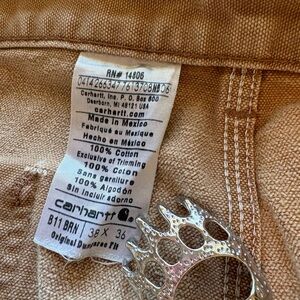 RN# 14806
Carhartt, Inc. P.O. Box 600
Dearborn, MI 48121 USA
carhartt.com
Made in Mexico
Fabriqué au Mexique
Hecho en México
100% Cotton
Exclusive of Trimming
100% Coton
Sans garniture
100% Algodón
Sin incluir adorno
carhartt
B11 BRN 38 X 36
Original Dungaree Fit